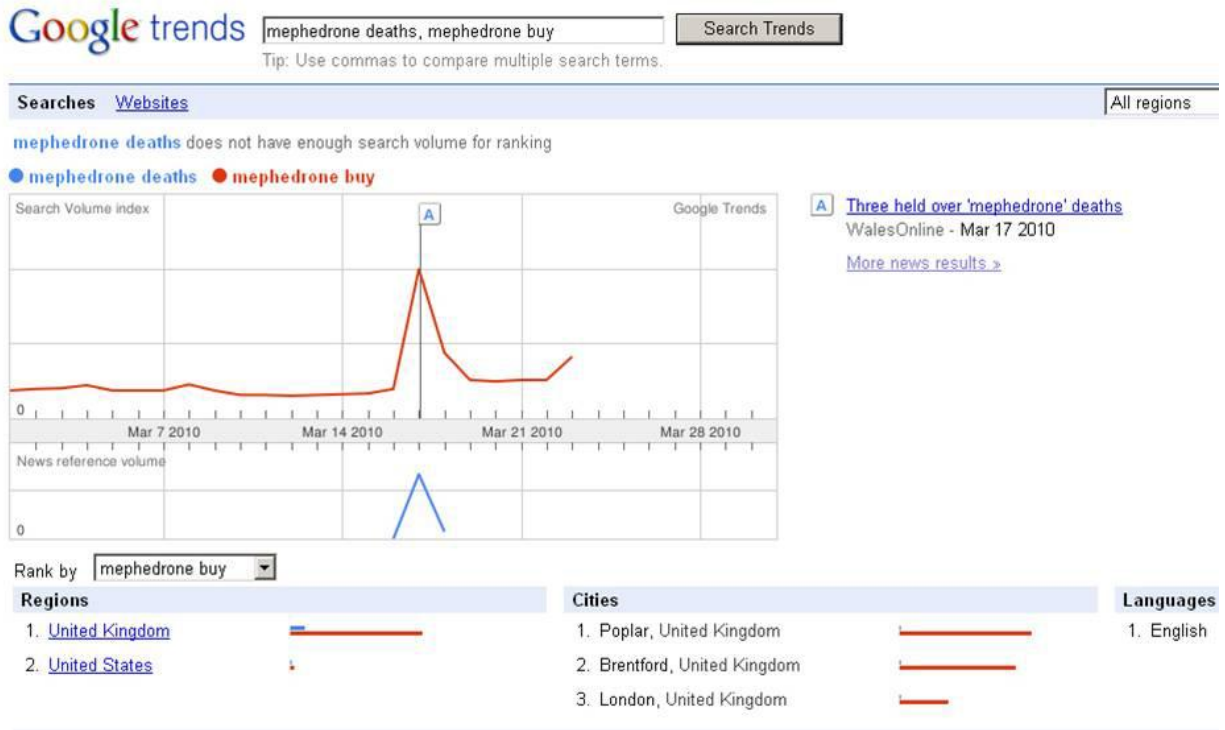 Google trends
mephedrone deaths, mephedrone buy
Search Trends
Tip: Use commas to compare multiple search terms.
Searches Websites
All regions
mephedrone deaths does not have enough search volume for ranking
mephedrone deaths mephedrone buy
Search Volume index
A
Google Trends
A Three held over 'mephedrone' deaths
WalesOnline - Mar 17 2010
More news results »
0
Mar 7 2010 Mar 14 2010 Mar 21 2010 Mar 28 2010
News reference volume
0
Rank by mephedrone buy
Regions Cities Languages
1. United Kingdom 1. Poplar, United Kingdom 1. English
2. United States 2. Brentford, United Kingdom
3. London, United Kingdom